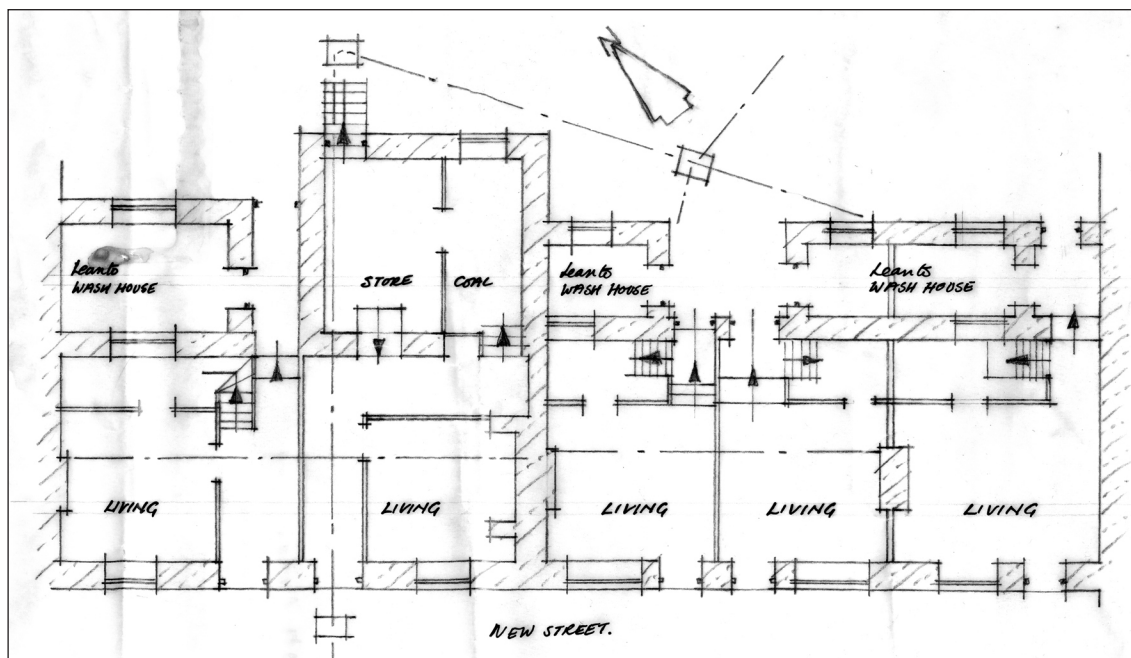 Leanto
WASH HOUSE
STORE
COAL
Leanto
WASH HOUSE
Leanto
WASH HOUSE
LIVING
LIVING
LIVING
LIVING
LIVING
NEW STREET.